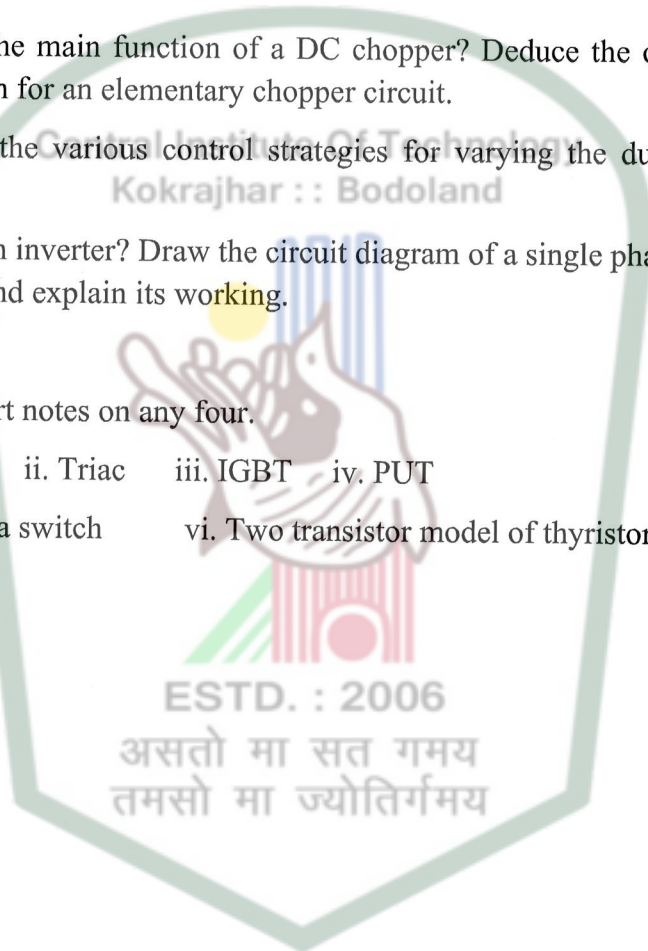 he main function of a DC chopper? Deduce the
for an elementary chopper circuit.
the various control strategies for varying the
Central Institute Of Technology
Kokrajhar : : Bodoland
inverter? Draw the circuit diagram of a single
nd explain its working.
rt notes on any four.
ii. Triac iii. IGBT iv. PUT
a switch vi. Two transistor model of thyristor
ESTD. : 2006
असतो मा सत गमय
तमसो मा ज्योतिर्गमय